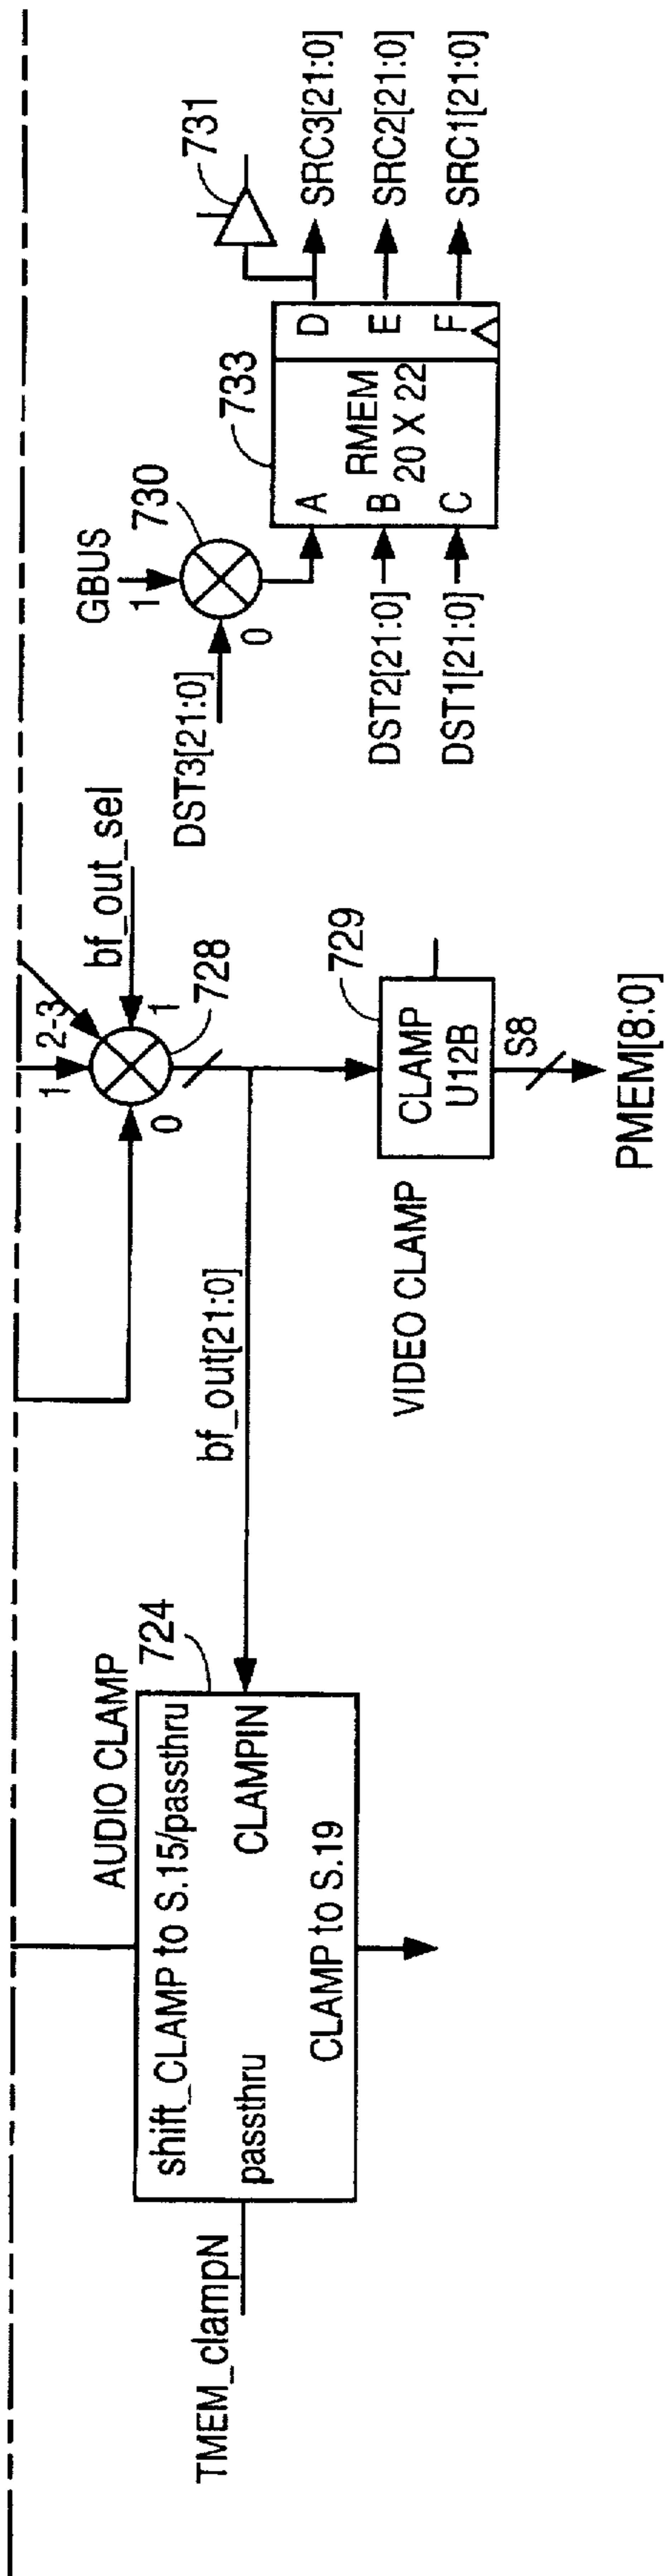 TMEM_clampN
AUDIO CLAMP
724
shift_CLAMP to S.15/passthru
passthru
CLAMPIN
CLAMP to S.19
bf_out[21:0]
1
2-3
bf_out_sel
0
1
728
VIDEO CLAMP
729
CLAMP
U12B
S8
PMEM[8:0]
GBUS
1
730
DST3[21:0]
0
DST2[21:0]
DST1[21:0]
733
A
B
C
RMEM
20 X 22
D
E
F
731
SRC3[21:0]
SRC2[21:0]
SRC1[21:0]